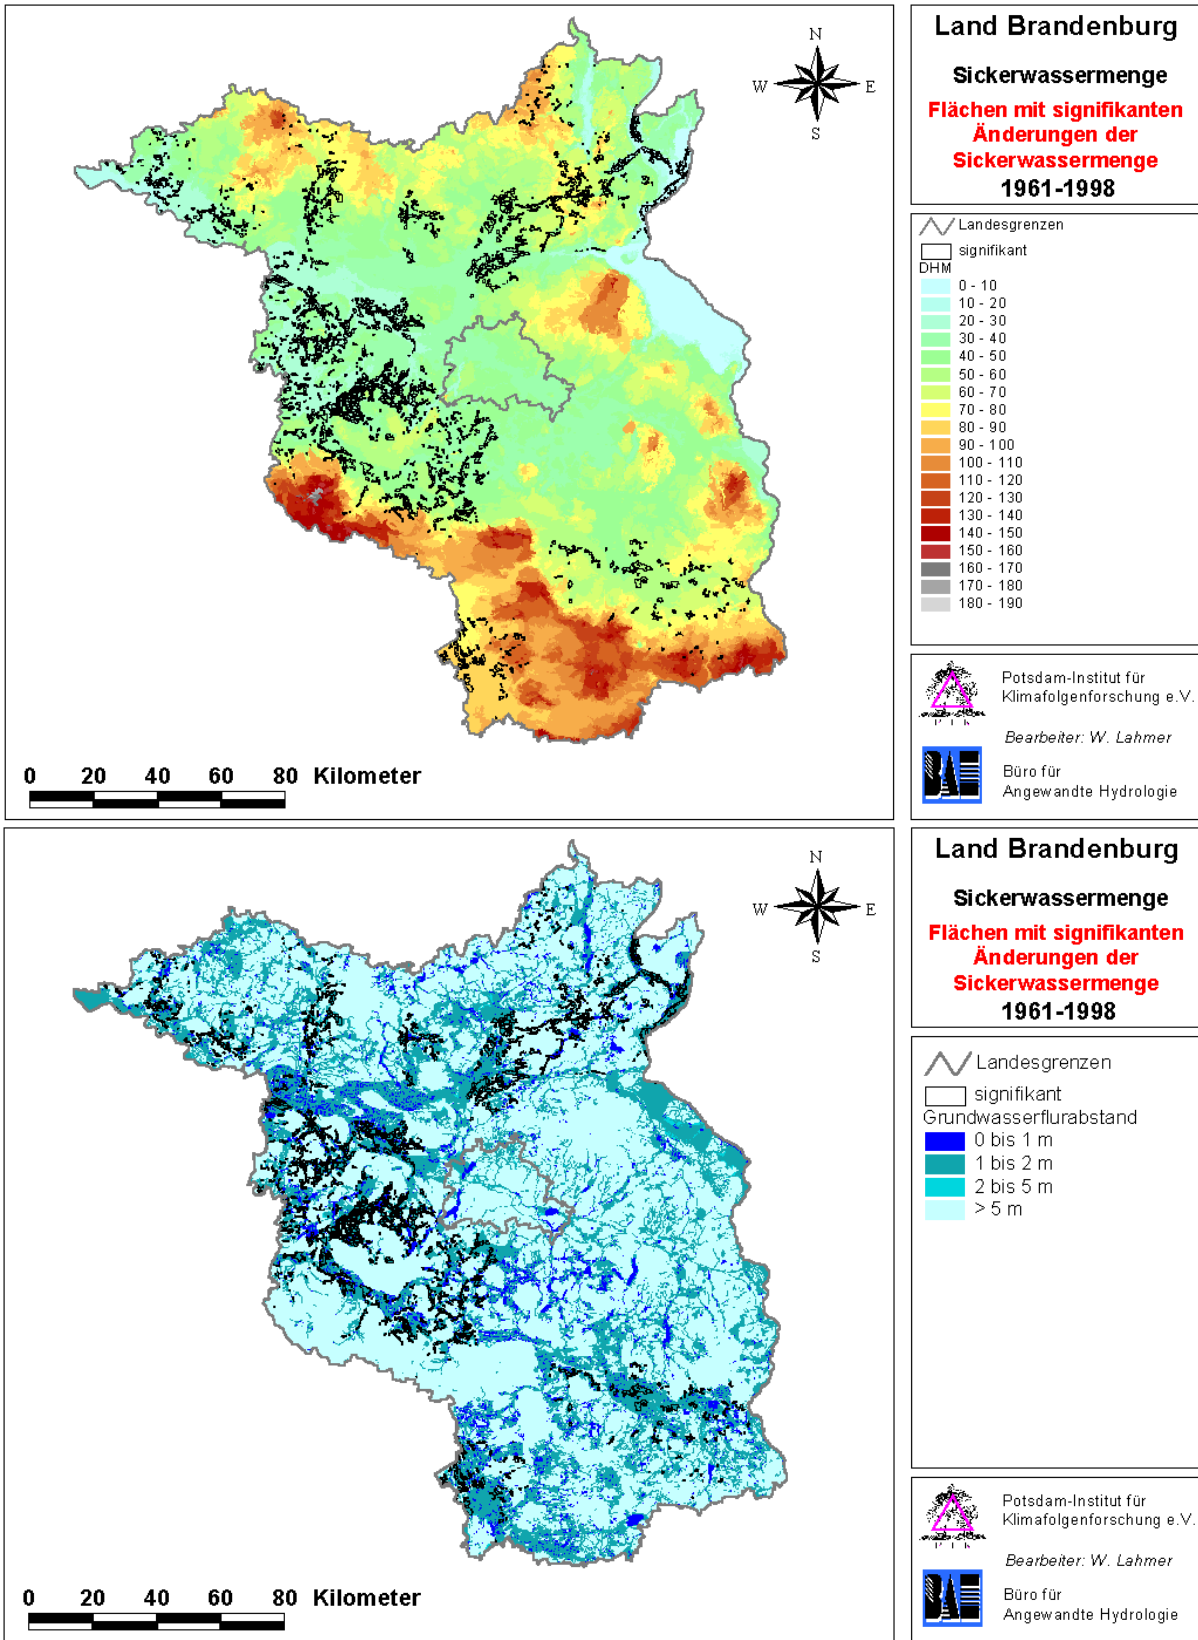 N
W E
S
0 20 40 60 80 Kilometer
Land Brandenburg
Sickerwassermenge
Flächen mit signifikanten
Änderungen der
Sickerwassermenge
1961-1998
Landesgrenzen
signifikant
DHM
0 - 10
10 - 20
20 - 30
30 - 40
40 - 50
50 - 60
60 - 70
70 - 80
80 - 90
90 - 100
100 - 110
110 - 120
120 - 130
130 - 140
140 - 150
150 - 160
160 - 170
170 - 180
180 - 190
Potsdam-Institut für
Klimafolgenforschung e.V.
Bearbeiter: W. Lahmer
Büro für
Angewandte Hydrologie
N
W E
S
0 20 40 60 80 Kilometer
Land Brandenburg
Sickerwassermenge
Flächen mit signifikanten
Änderungen der
Sickerwassermenge
1961-1998
Landesgrenzen
signifikant
Grundwasserflurabstand
0 bis 1 m
1 bis 2 m
2 bis 5 m
> 5 m
Potsdam-Institut für
Klimafolgenforschung e.V.
Bearbeiter: W. Lahmer
Büro für
Angewandte Hydrologie